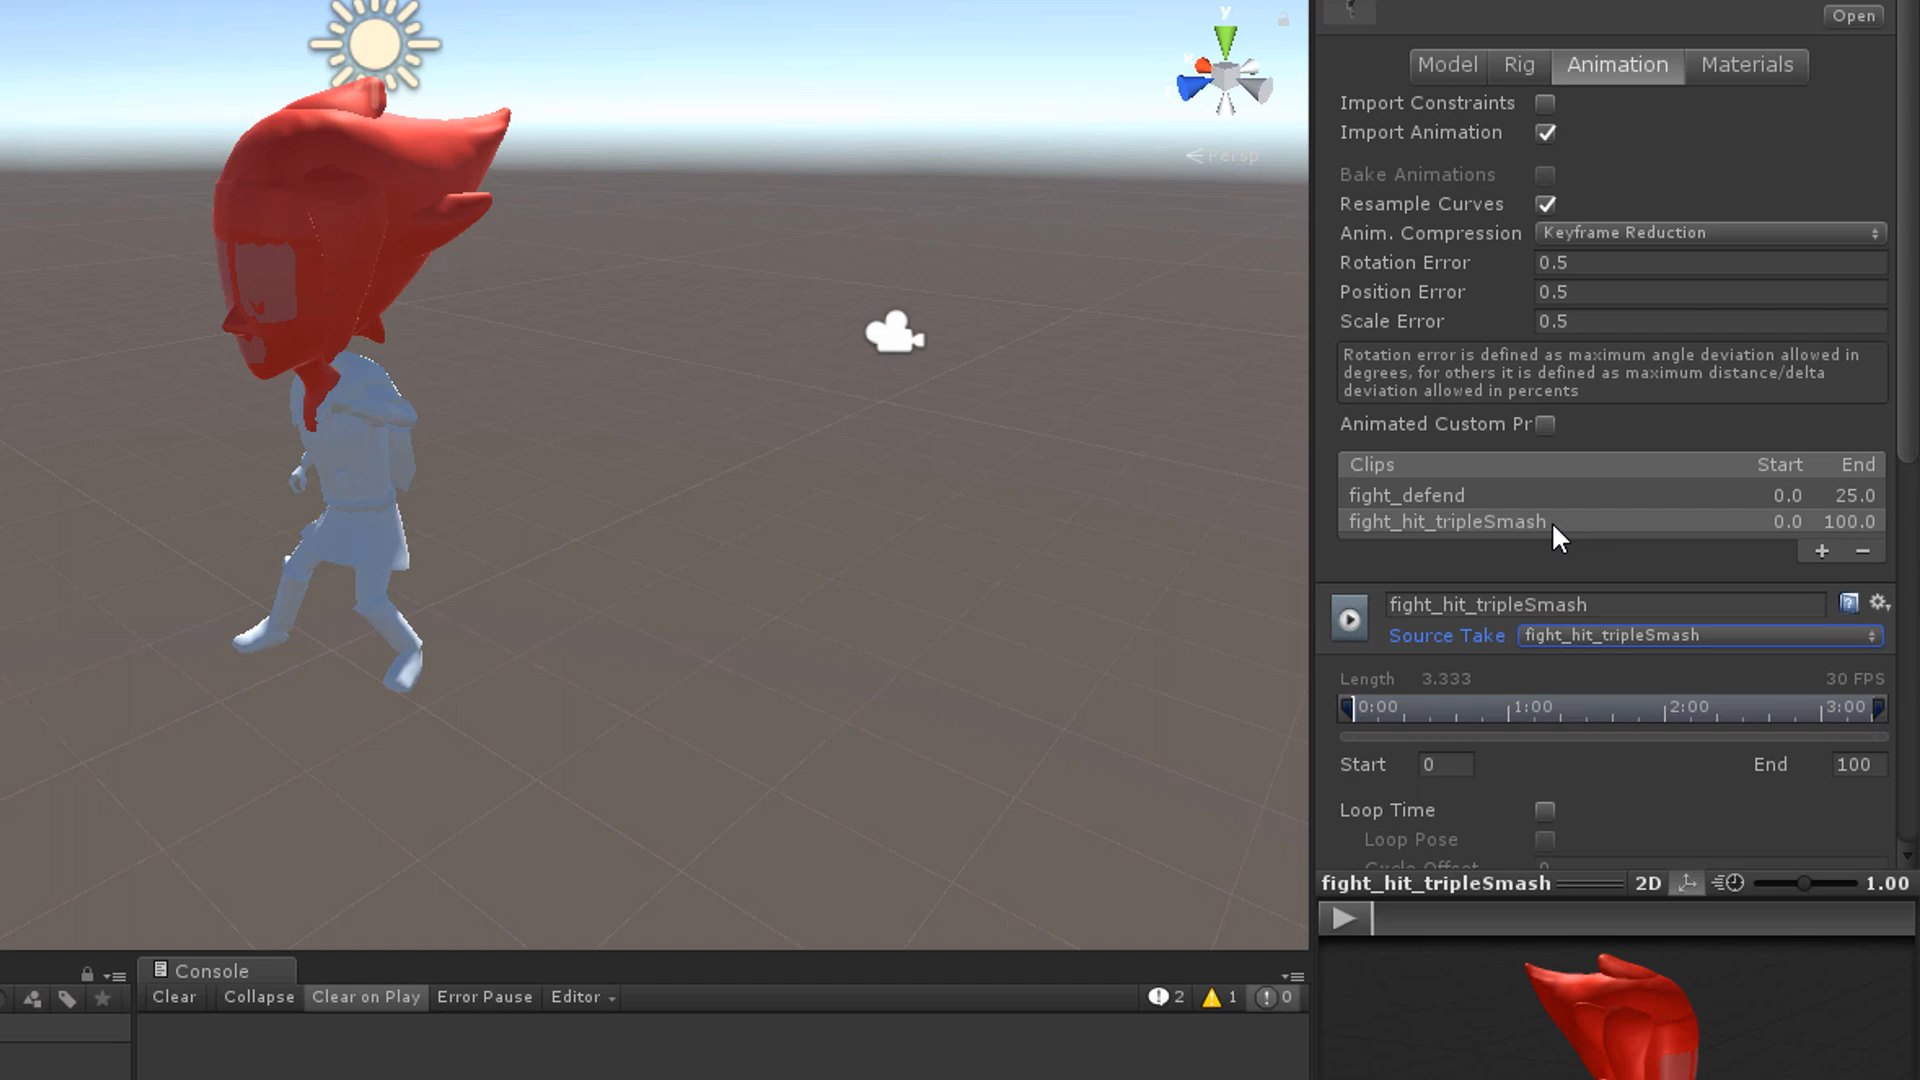 y
Persp
Open
Model Rig Animation Materials
Import Constraints
Import Animation
Bake Animations
Resample Curves
Anim. Compression Keyframe Reduction
Rotation Error 0.5
Position Error 0.5
Scale Error 0.5
Rotation error is defined as maximum angle deviation allowed in
degrees, for others it is defined as maximum distance/delta
deviation allowed in percents
Animated Custom Pr
Clips Start End
fight_defend 0.0 25.0
fight_hit_tripleSmash 0.0 100.0
+ −
fight_hit_tripleSmash
Source Take fight_hit_tripleSmash
Length 3.333 30 FPS
0:00 1:00 2:00 3:00
Start 0 End 100
Loop Time
Loop Pose
Cycle Offset 0
fight_hit_tripleSmash 2D 1.00
Console
Clear Collapse Clear on Play Error Pause Editor 2 1 0